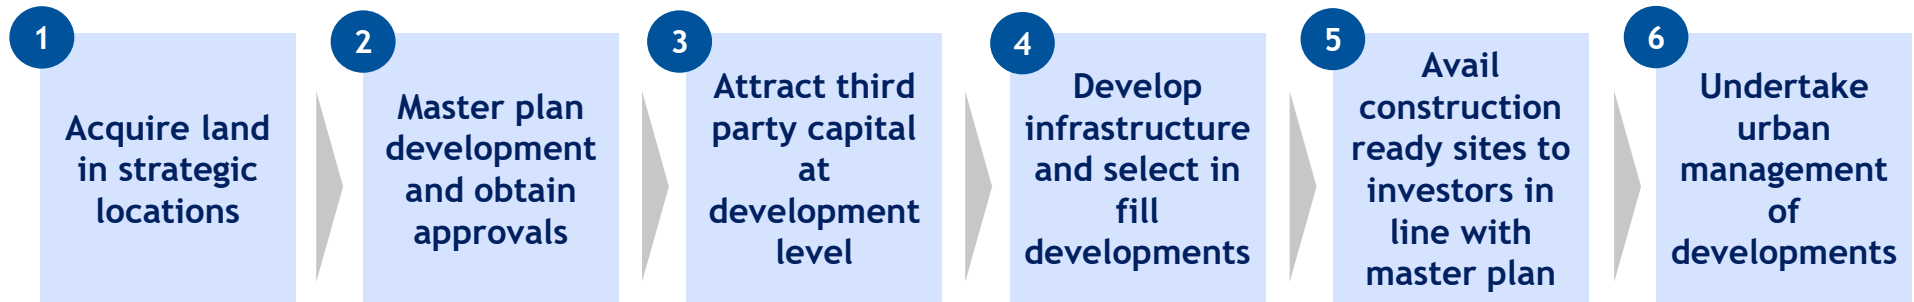 1
Acquire land
in strategic
locations
2
Master plan
development
and obtain
approvals
3
Attract third
party capital
at
development
level
4
Develop
infrastructure
and select in
fill
developments
5
Avail
construction
ready sites to
investors in
line with
master plan
6
Undertake
urban
management
of
developments